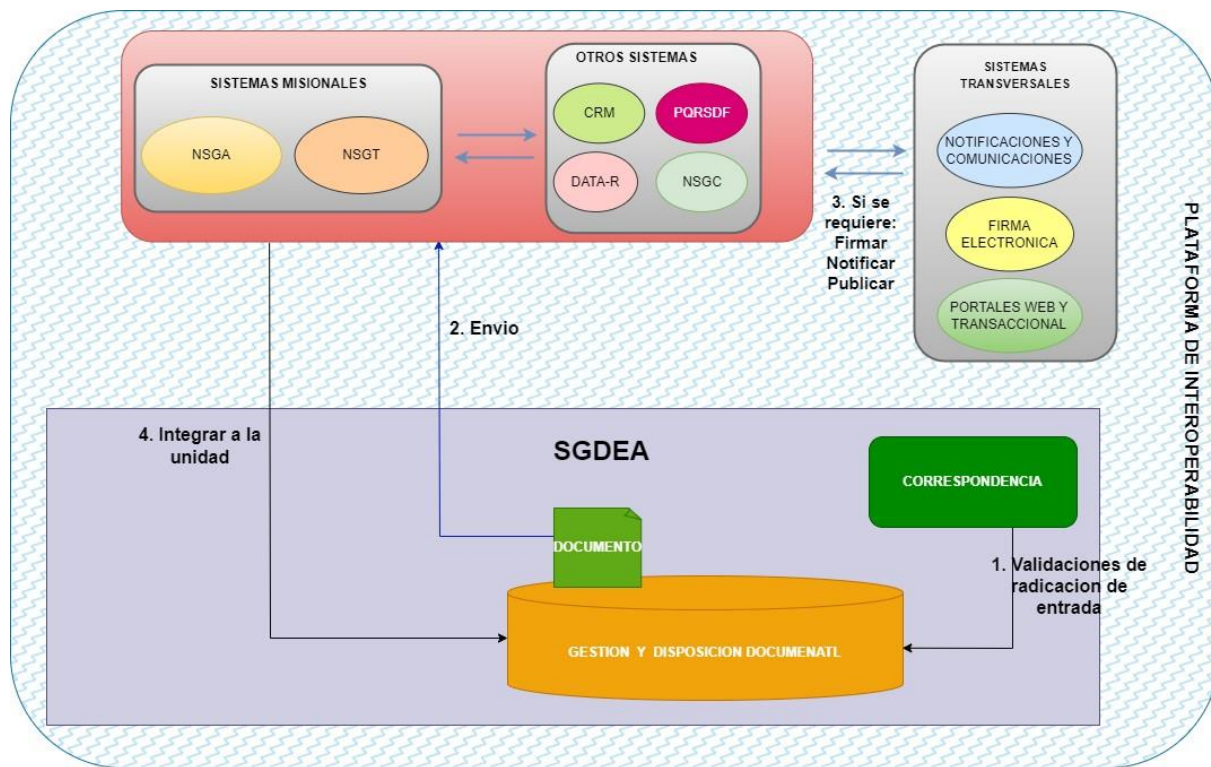 SISTEMAS MISIONALES
NSGA
NSGT
OTROS SISTEMAS
CRM
PQRSDF
DATA-R
NSGC
SISTEMAS
TRANSVERSALES
NOTIFICACIONES Y
COMUNICACIONES
FIRMA
ELECTRONICA
PORTALES WEB Y
TRANSACCIONAL
3. Si se
requiere:
Firmar
Notificar
Publicar
PLATAFORMA DE INTEROPERABILIDAD
2. Envio
4. Integrar a la
unidad
SGDEA
CORRESPONDENCIA
DOCUMENTO
1. Validaciones de
radicacion de
entrada
GESTION Y DISPOSICION DOCUMENATL